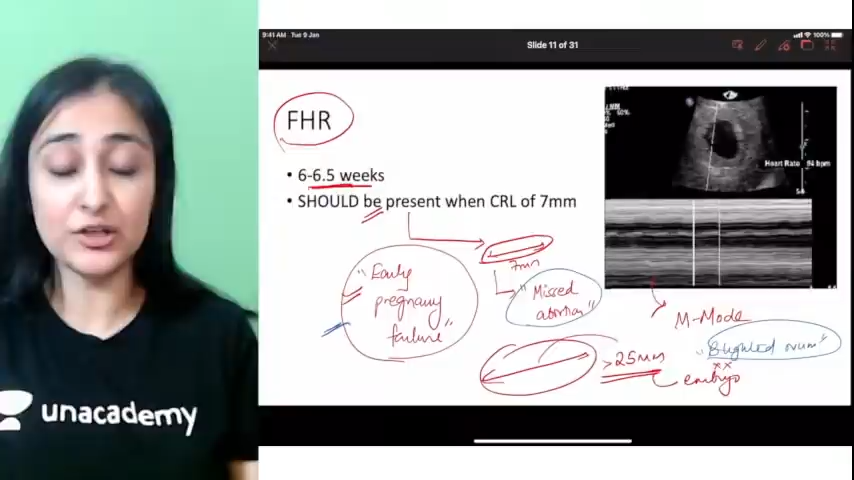 9:41 AM Tue 9 Jan
100%
Slide 11 of 31
FHR
• 6-6.5 weeks
• SHOULD be present when CRL of 7mm
Heart Rate 94 bpm
7mm
"Early
pregnancy
failure"
"Missed
abortion"
M-Mode
"Blighted ovum"
>25mm
embryo
xx
unacademy